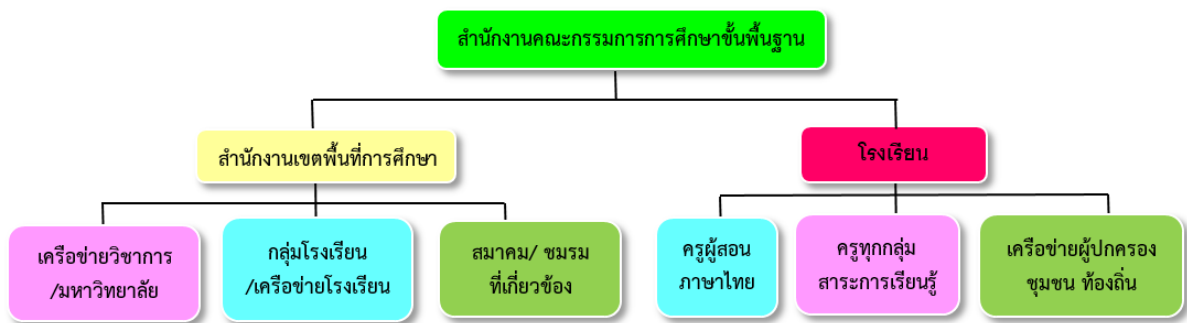 สำนักงานคณะกรรมการการศึกษาขั้นพื้นฐาน
สำนักงานเขตพื้นที่การศึกษา
โรงเรียน
เครือข่ายวิชาการ
/มหาวิทยาลัย
กลุ่มโรงเรียน
/เครือข่ายโรงเรียน
สมาคม/ ชมรม
ที่เกี่ยวข้อง
ครูผู้สอน
ภาษาไทย
ครูทุกกลุ่ม
สาระการเรียนรู้
เครือข่ายผู้ปกครอง
ชุมชน ท้องถิ่น